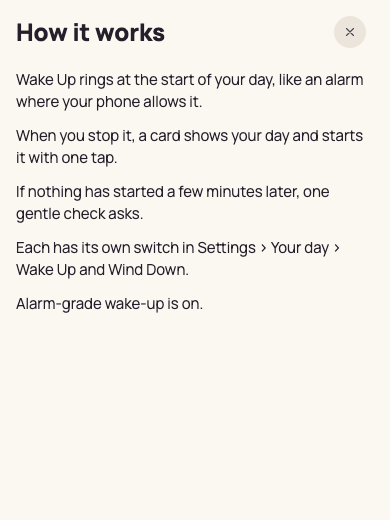 How it works
Wake Up rings at the start of your day, like an alarm
where your phone allows it.
When you stop it, a card shows your day and starts
it with one tap.
If nothing has started a few minutes later, one
gentle check asks.
Each has its own switch in Settings › Your day ›
Wake Up and Wind Down.
Alarm-grade wake-up is on.